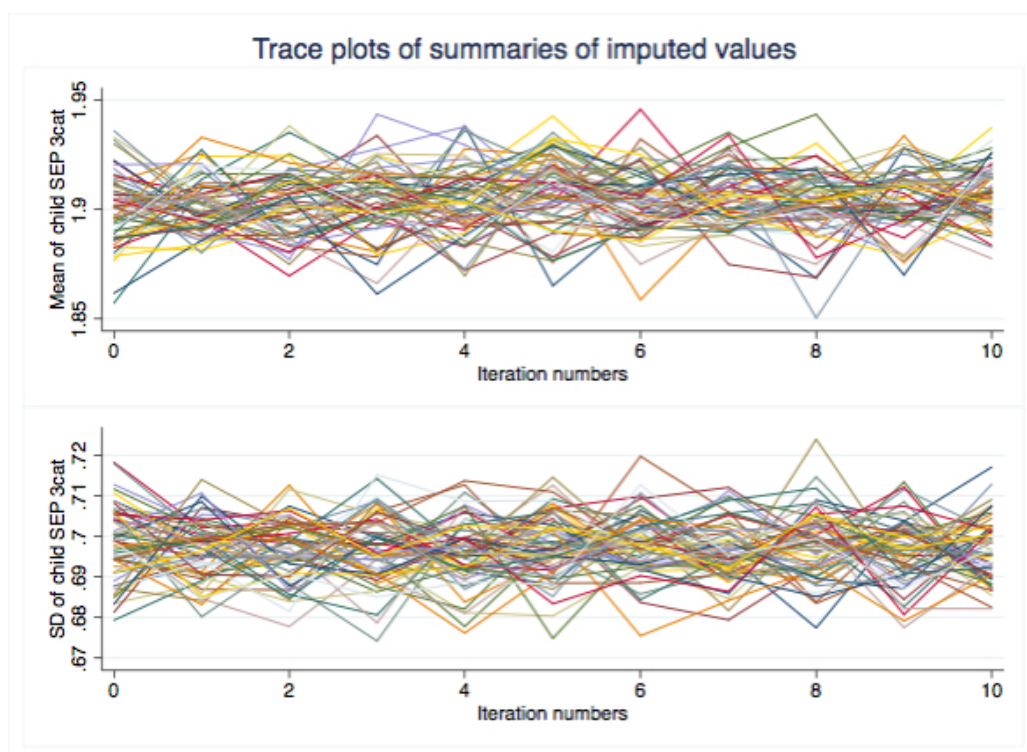 Trace plots of summaries of imputed values
Mean of child SEP 3cat
1.95
1.9
1.85
0 2 4 6 8 10
Iteration numbers
SD of child SEP 3cat
.72
.71
.7
.69
.68
.67
0 2 4 6 8 10
Iteration numbers